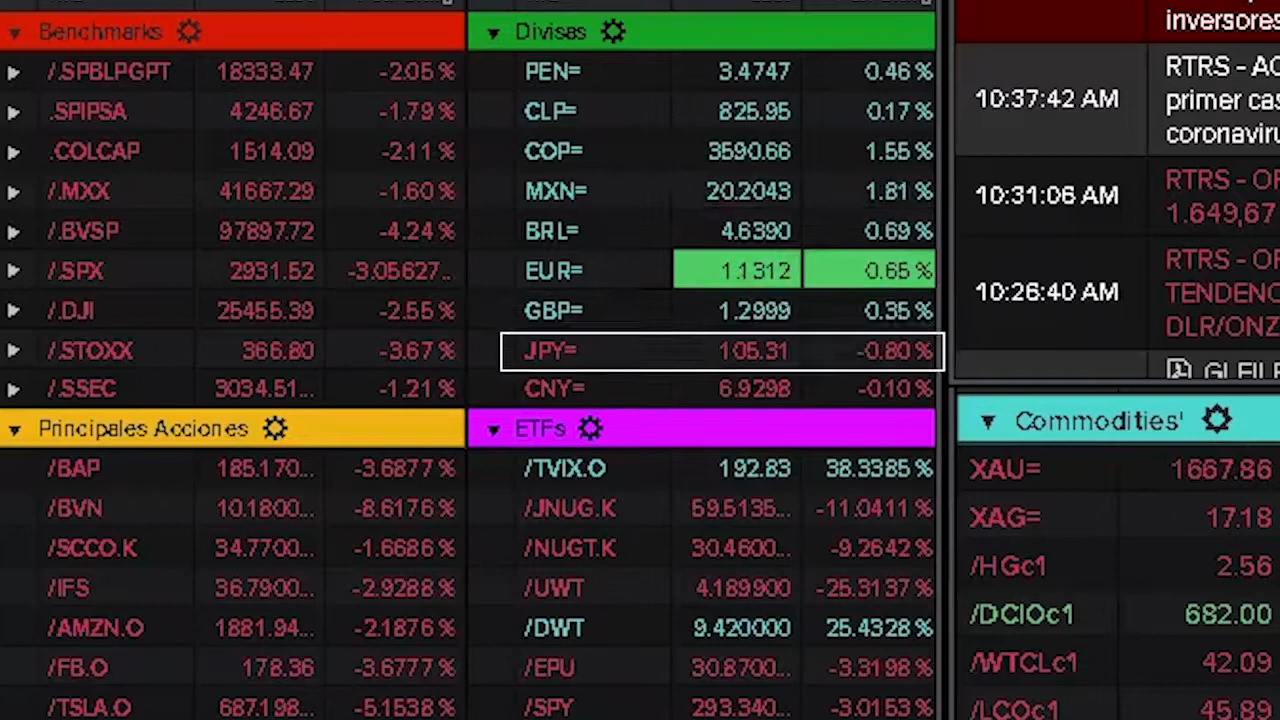 Benchmarks
/.SPBLPGPT 18333.47 -2.05 %
.SPIPSA 4246.67 -1.79 %
.COLCAP 1514.09 -2.11 %
/.MXX 41667.29 -1.60 %
/.BVSP 97897.72 -4.24 %
/.SPX 2931.52 -3.05627..
/.DJI 25455.39 -2.55 %
/.STOXX 366.80 -3.67 %
/.SSEC 3034.51... -1.21 %
Principales Acciones
/BAP 185.170... -3.6877 %
/BVN 10.1800... -8.6176 %
/SCCO.K 34.7700... -1.6686 %
/IFS 36.7900... -2.9288 %
/AMZN.O 1881.94... -2.1876 %
/FB.O 178.36 -3.6777 %
/TSLA.O 687.198... -5.1538 %
Divisas
PEN= 3.4747 0.46 %
CLP= 825.95 0.17 %
COP= 3590.66 1.55 %
MXN= 20.2043 1.81 %
BRL= 4.6390 0.69 %
EUR= 1.1312 0.65 %
GBP= 1.2999 0.35 %
JPY= 105.31 -0.80 %
CNY= 6.9298 -0.10 %
ETFs
/TVIX.O 192.83 38.3385 %
/JNUG.K 59.5135... -11.0411 %
/NUGT.K 30.4600... -9.2642 %
/UWT 4.189900 -25.3137 %
/DWT 9.420000 25.4328 %
/EPU 30.8700... -3.3198 %
/SPY 293.340... -3.0153 %
inversores
10:37:42 AM RTRS - AC
primer cas
coronaviru
10:31:06 AM RTRS - OF
1.649,67
10:26:40 AM RTRS - OF
TENDENC
DLR/ONZ
Commodities'
XAU= 1667.86
XAG= 17.18
/HGc1 2.56
/DCIOc1 682.00
/WTCLc1 42.09
/LCOc1 45.89